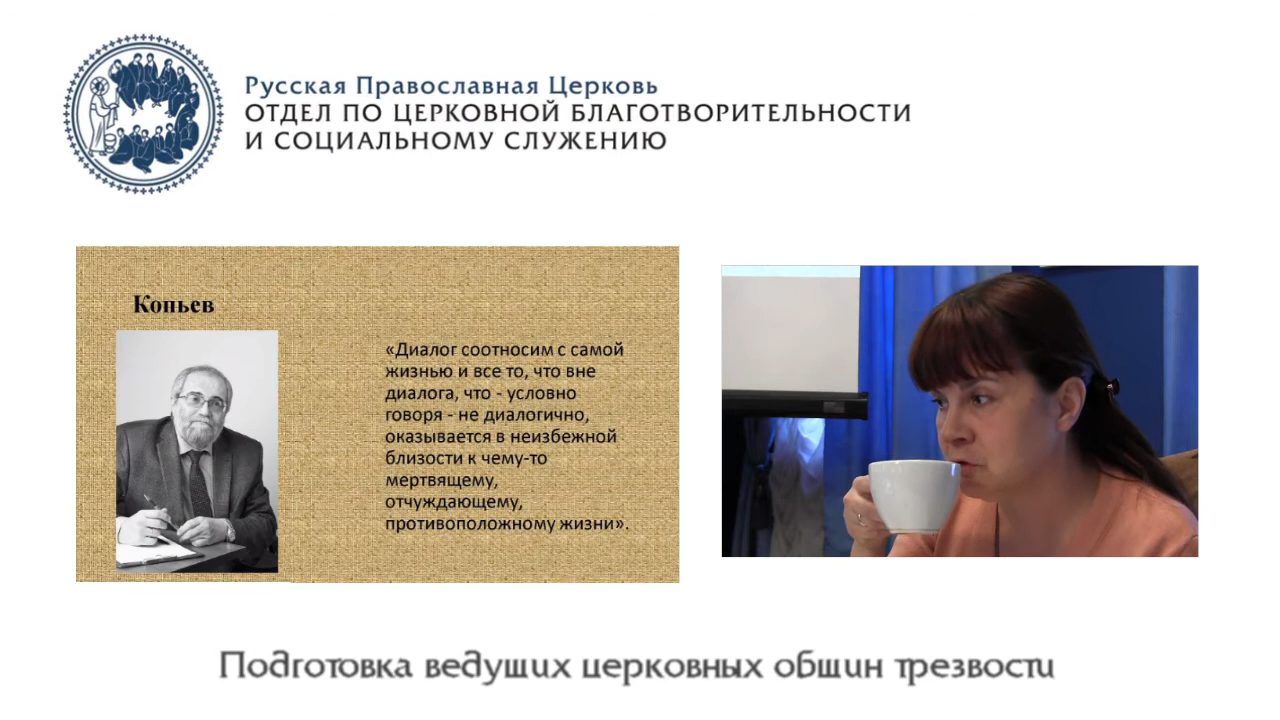 Русская Православная Церковь
ОТДЕЛ ПО ЦЕРКОВНОЙ БЛАГОТВОРИТЕЛЬНОСТИ
И СОЦИАЛЬНОМУ СЛУЖЕНИЮ
Копьев
«Диалог соотносим с самой
жизнью и все то, что вне
диалога, что - условно
говоря - не диалогично,
оказывается в неизбежной
близости к чему-то
мертвящему,
отчуждающему,
противоположному жизни».
Подготовка ведущих церковных общин трезвости